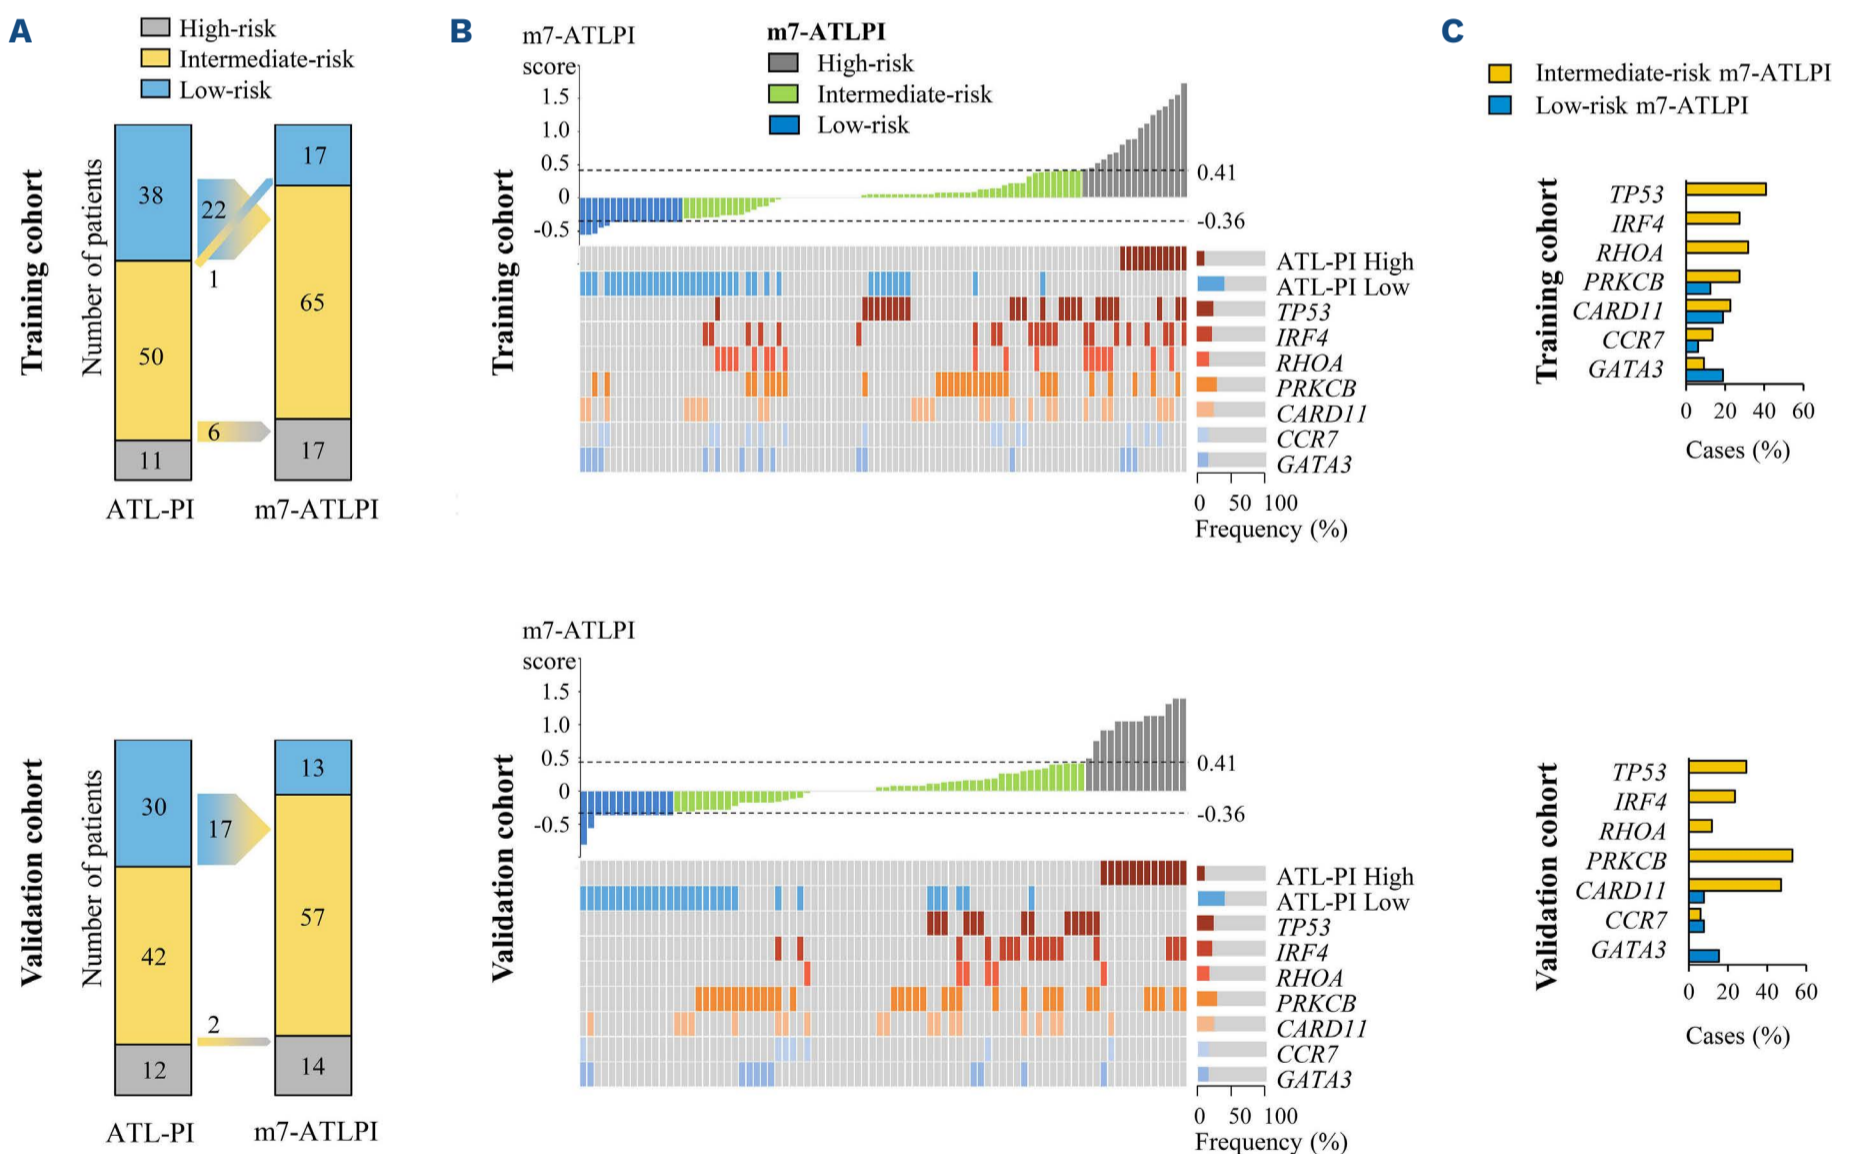 A
High-risk
Intermediate-risk
Low-risk
Training cohort
Number of patients
38
50
11
22
1
6
17
65
17
ATL-PI
m7-ATLPI
Validation cohort
Number of patients
30
42
12
17
2
13
57
14
ATL-PI
m7-ATLPI
B
m7-ATLPI
score
m7-ATLPI
High-risk
Intermediate-risk
Low-risk
Training cohort
1.5
1.0
0.5
0
-0.5
0.41
-0.36
ATL-PI High
ATL-PI Low
TP53
IRF4
RHOA
PRKCB
CARD11
CCR7
GATA3
0 50 100
Frequency (%)
m7-ATLPI
score
Validation cohort
1.5
1.0
0.5
0
-0.5
0.41
-0.36
ATL-PI High
ATL-PI Low
TP53
IRF4
RHOA
PRKCB
CARD11
CCR7
GATA3
0 50 100
Frequency (%)
C
Intermediate-risk m7-ATLPI
Low-risk m7-ATLPI
Training cohort
TP53
IRF4
RHOA
PRKCB
CARD11
CCR7
GATA3
0 20 40 60
Cases (%)
Validation cohort
TP53
IRF4
RHOA
PRKCB
CARD11
CCR7
GATA3
0 20 40 60
Cases (%)